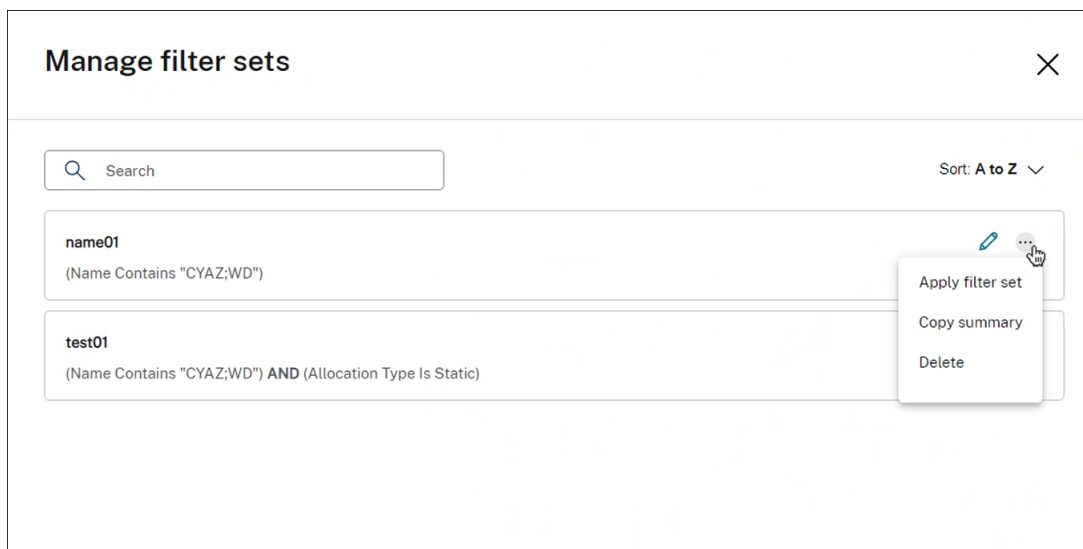 Manage filter sets
Search
Sort: A to Z
name01
(Name Contains "CYAZ;WD")
Apply filter set
Copy summary
Delete
test01
(Name Contains "CYAZ;WD") AND (Allocation Type Is Static)